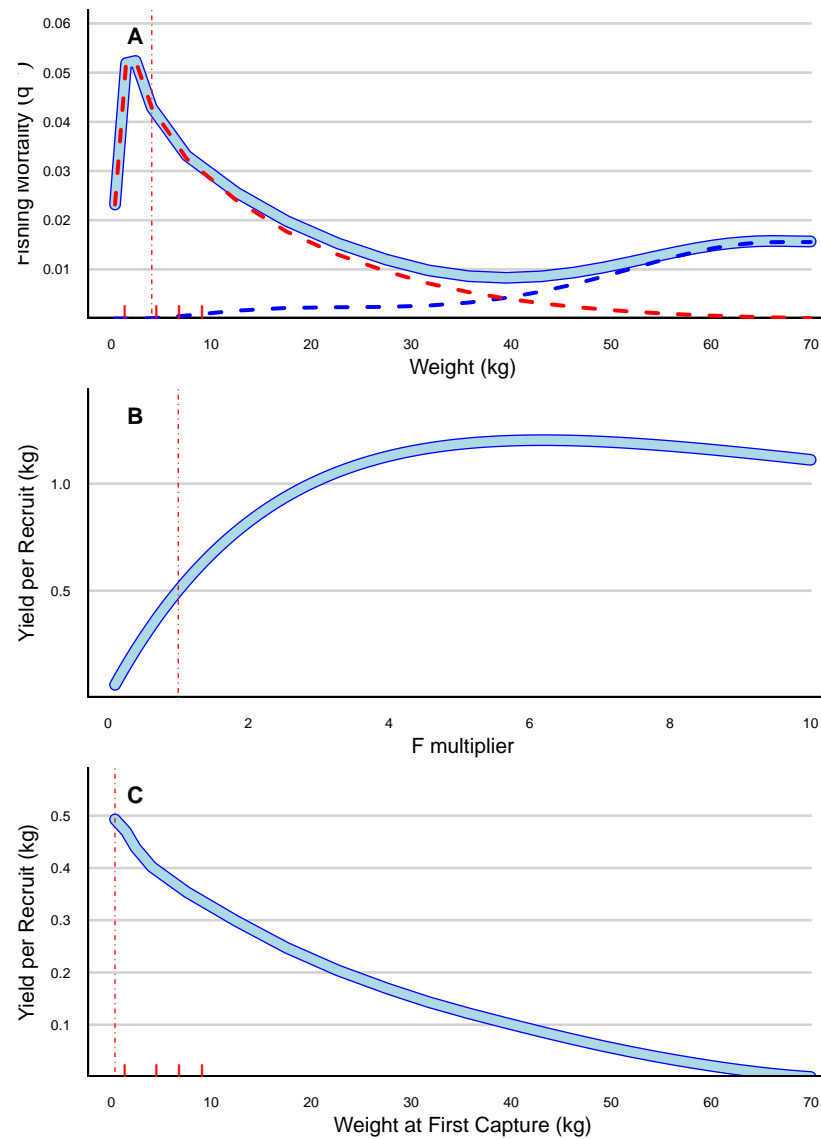 0.06
A
0.05
0.04
0.03
0.02
0.01
Fishing Mortality (q
0 10 20 30 40 50 60 70
Weight (kg)
B
1.0
0.5
Yield per Recruit (kg)
0 2 4 6 8 10
F multiplier
C
0.5
0.4
0.3
0.2
0.1
Yield per Recruit (kg)
0 10 20 30 40 50 60 70
Weight at First Capture (kg)